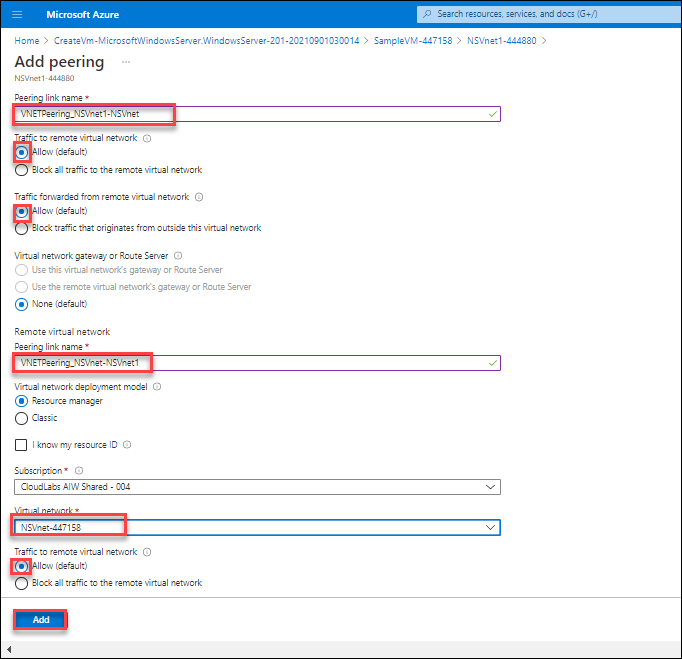 Microsoft Azure
Search resources, services, and docs (G+/)
Home > CreateVm-MicrosoftWindowsServer.WindowsServer-201-20210901030014 > SampleVM-447158 > NSVnet1-444880 >
Add peering ...
NSVnet1-444880
Peering link name *
VNETPeering_NSVnet1-NSVnet
Traffic to remote virtual network
Allow (default)
Block all traffic to the remote virtual network
Traffic forwarded from remote virtual network
Allow (default)
Block traffic that originates from outside this virtual network
Virtual network gateway or Route Server
Use this virtual network's gateway or Route Server
Use the remote virtual network's gateway or Route Server
None (default)
Remote virtual network
Peering link name *
VNETPeering_NSVnet-NSVnet1
Virtual network deployment model
Resource manager
Classic
I know my resource ID
Subscription *
CloudLabs AIW Shared - 004
Virtual network *
NSVnet-447158
Traffic to remote virtual network
Allow (default)
Block all traffic to the remote virtual network
Add